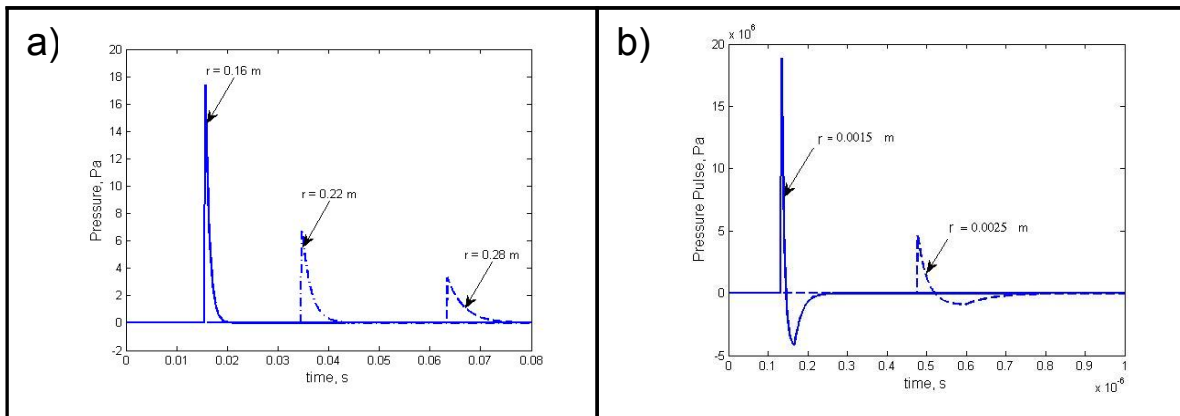 a)
20
18
16
14
12
10
8
6
4
2
0
-2
Pressure, Pa
r = 0.16 m
r = 0.22 m
r = 0.28 m
0 0.01 0.02 0.03 0.04 0.05 0.06 0.07 0.08
time, s
b)
x 10⁶
20
15
10
5
0
-5
Pressure Pulse, Pa
r = 0.0015 m
r = 0.0025 m
0 0.1 0.2 0.3 0.4 0.5 0.6 0.7 0.8 0.9 1
time, s
x 10⁻⁶